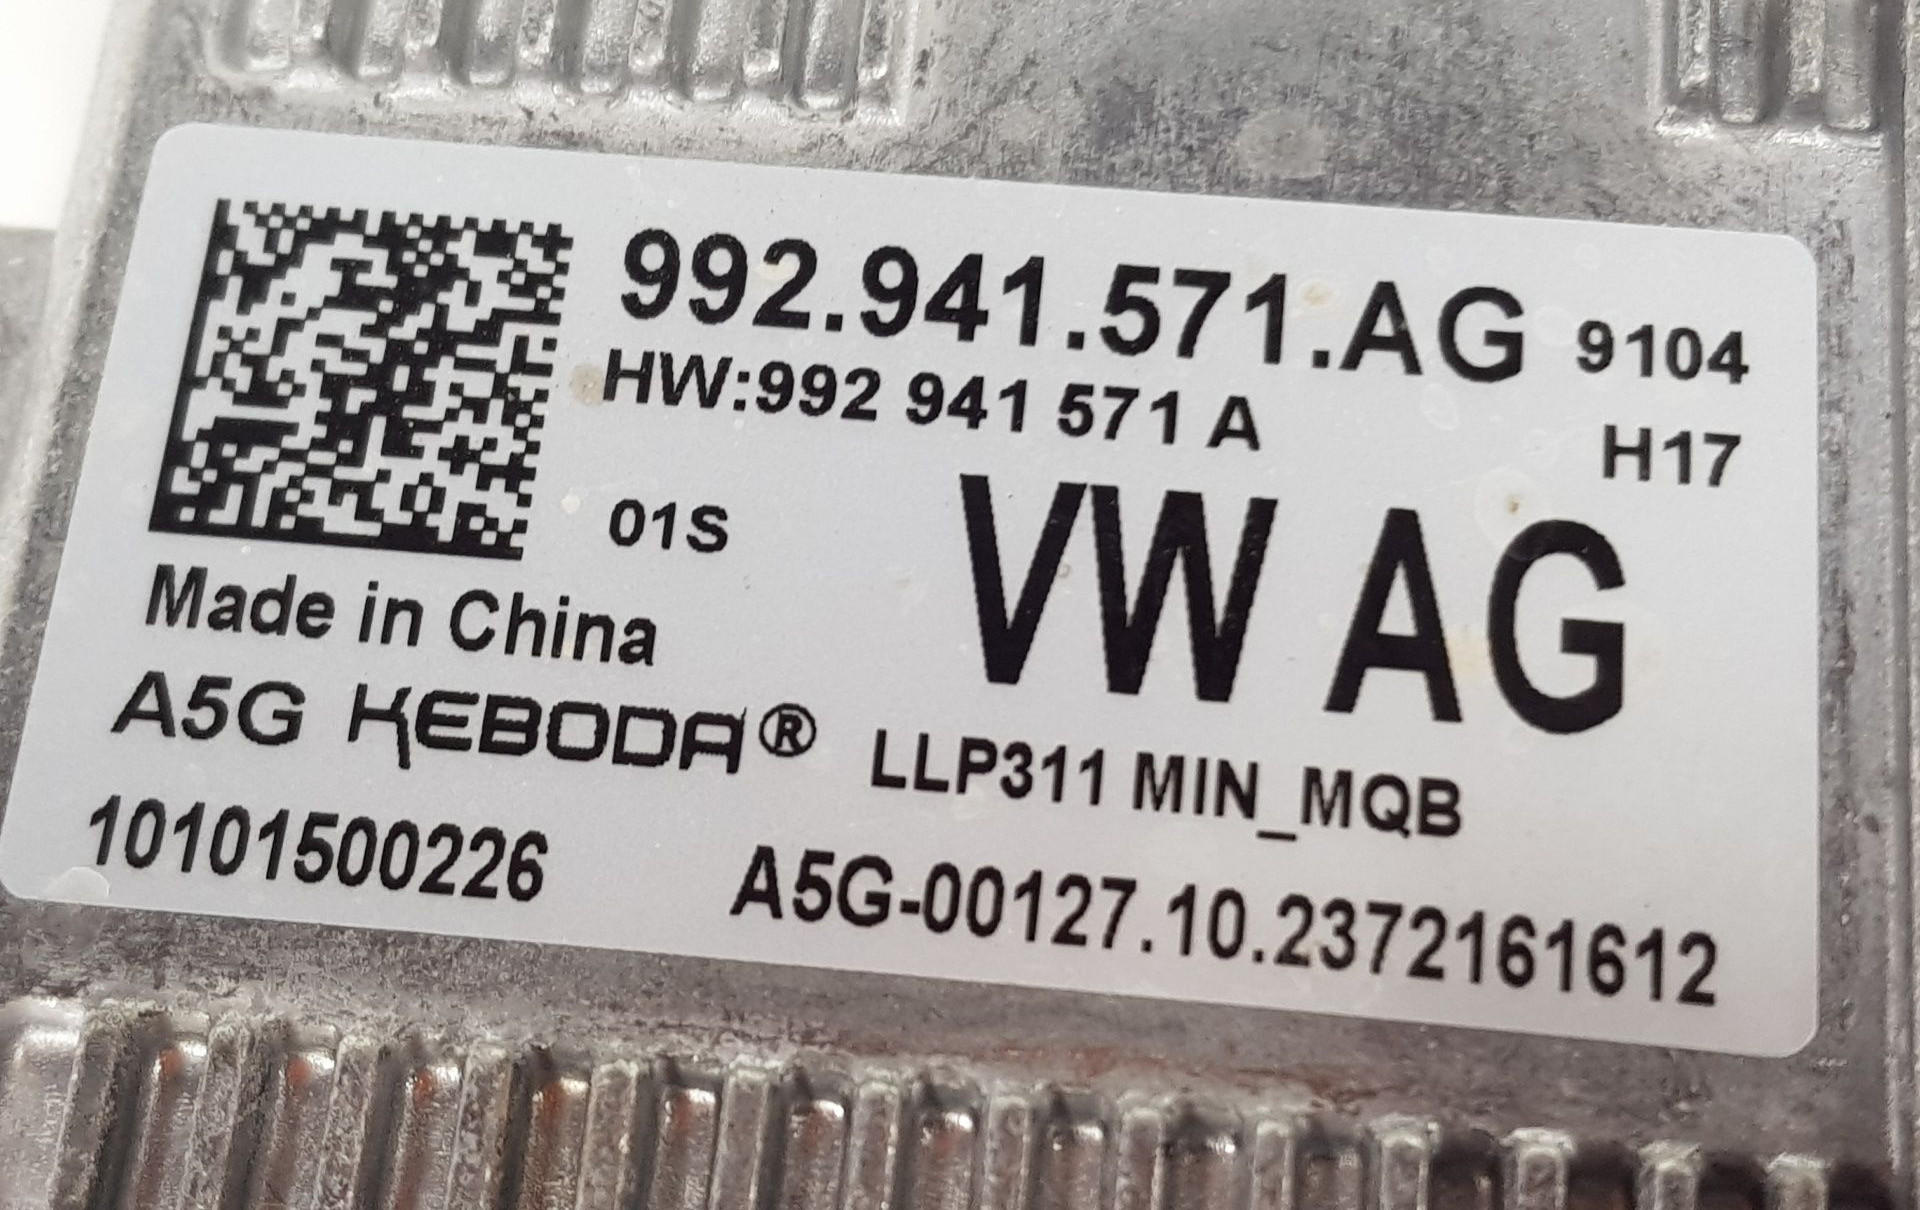 992.941.571.AG 9104
HW:992 941 571 A H17
01S VW AG
Made in China
A5G KEBODA® LLP311 MIN_MQB
10101500226 A5G-00127.10.2372161612